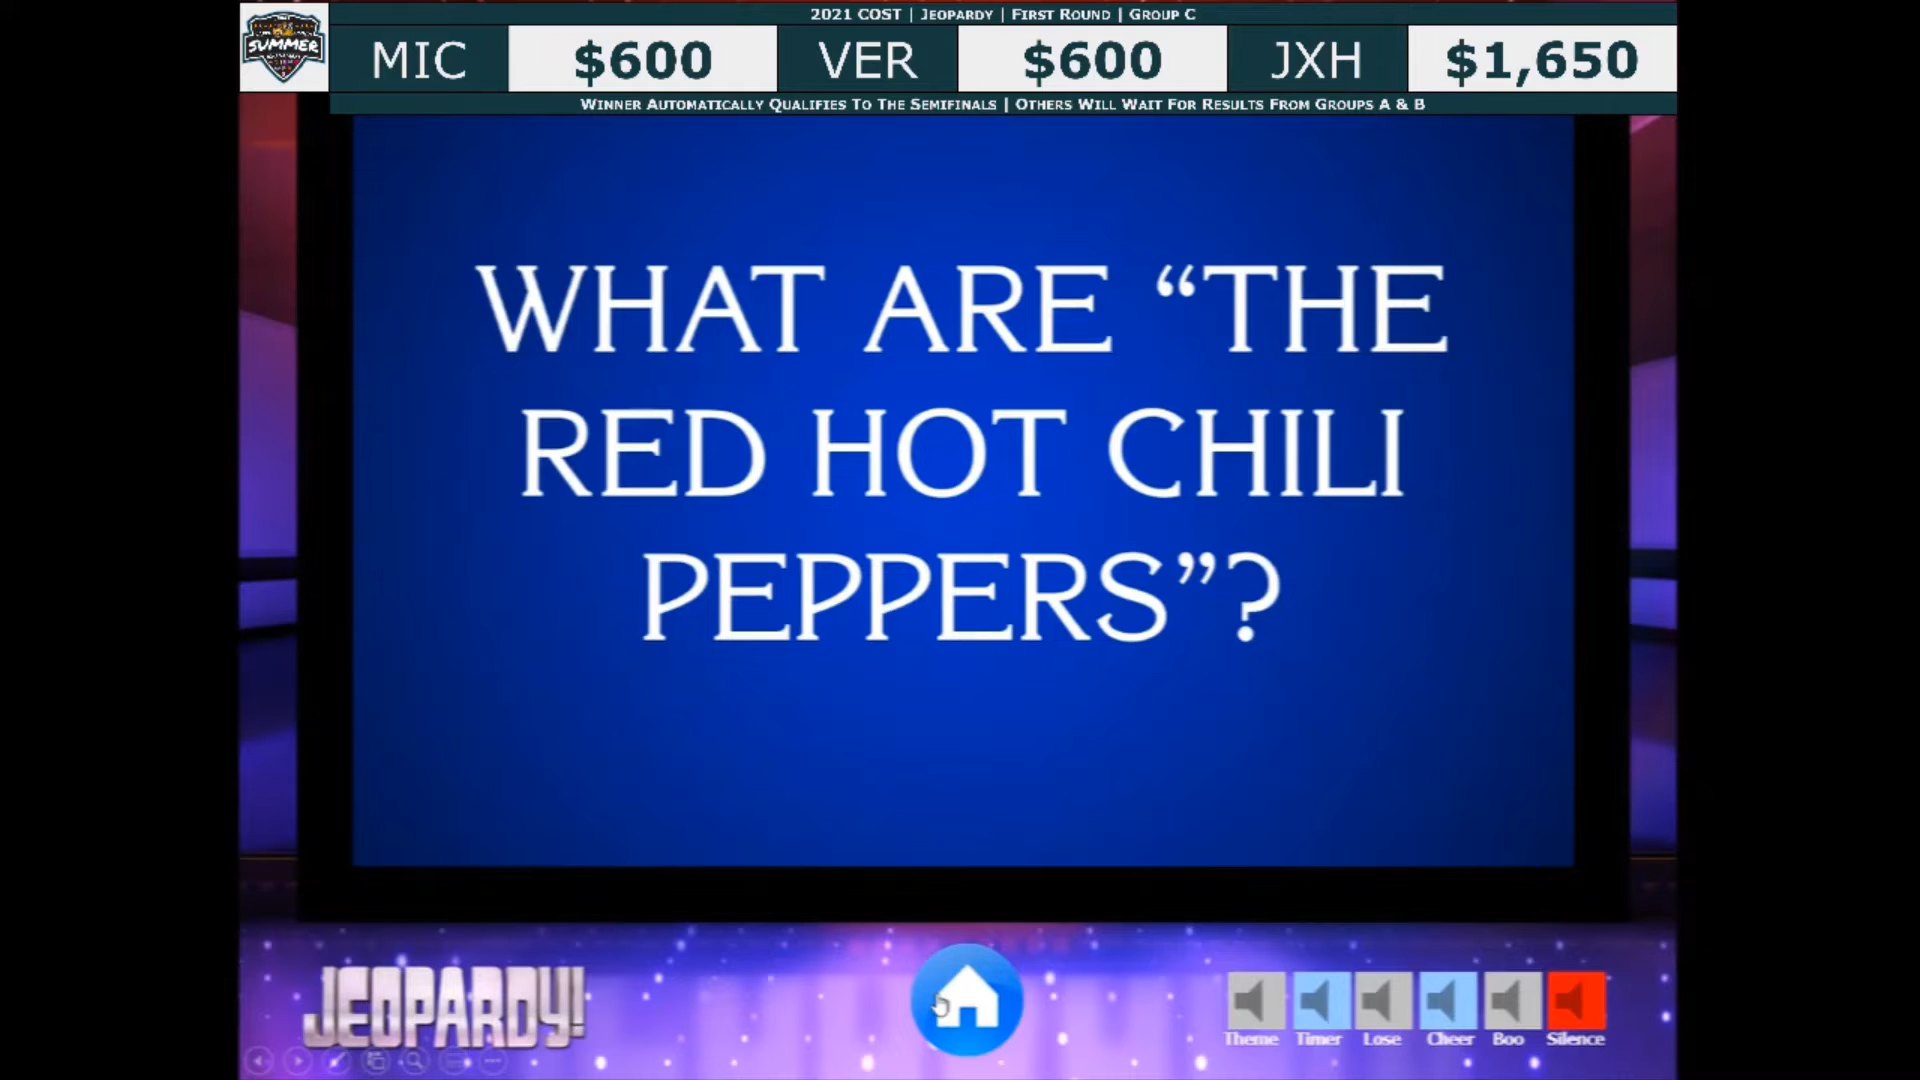 2021 COST | JEOPARDY | FIRST ROUND | GROUP C
SUMMER
MIC $600 VER $600 JXH $1,650
WINNER AUTOMATICALLY QUALIFIES TO THE SEMIFINALS | OTHERS WILL WAIT FOR RESULTS FROM GROUPS A & B
WHAT ARE “THE
RED HOT CHILI
PEPPERS”?
JEOPARDY!
Theme Timer Lose Cheer Boo Silence